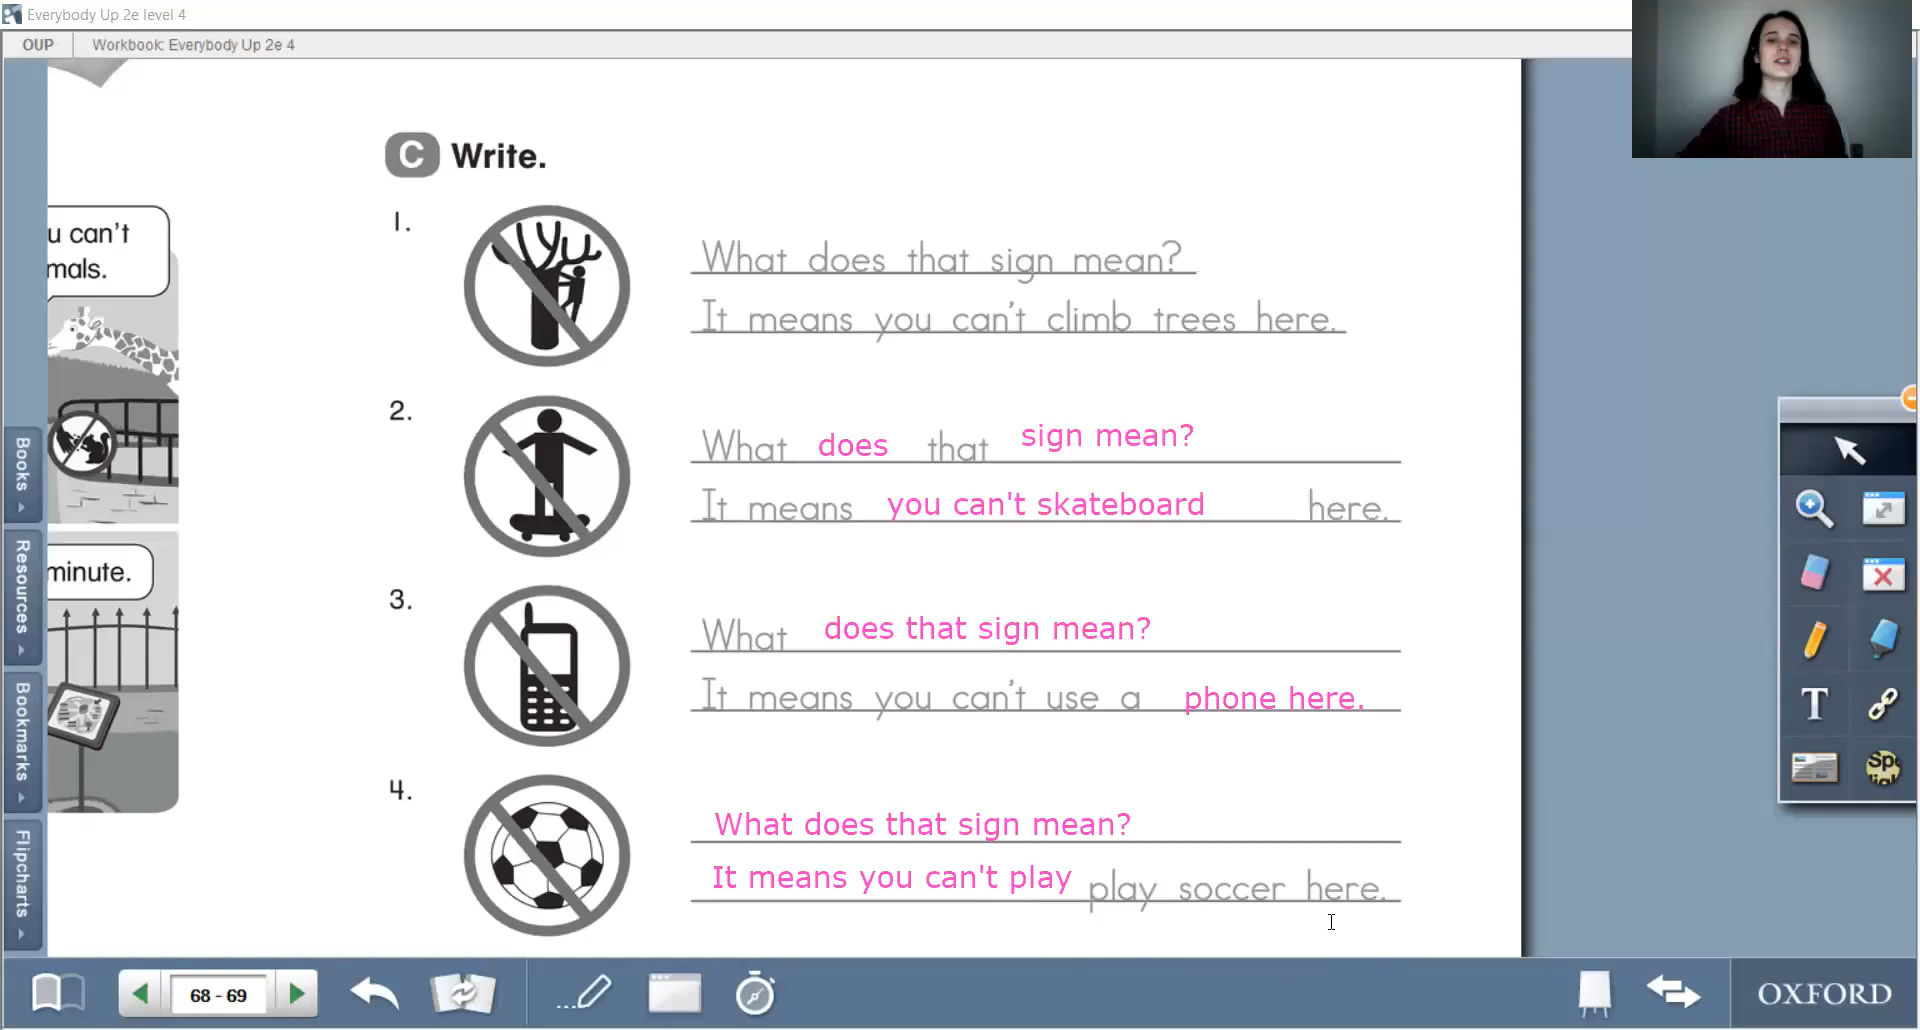 Everybody Up 2e level 4
OUP
Workbook: Everybody Up 2e 4
C Write.
u can't
mals.
minute.
1.
What does that sign mean?
It means you can't climb trees here.
2.
What does that sign mean?
It means you can't skateboard here.
3.
What does that sign mean?
It means you can't use a phone here.
4.
What does that sign mean?
It means you can't play play soccer here.
Books
Resources
Bookmarks
Flipcharts
T
68 - 69
OXFORD